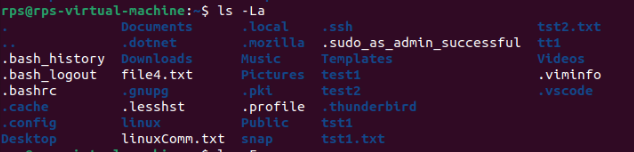 rps@rps-virtual-machine:~$ ls -La
. Documents .local .ssh tst2.txt
.. .dotnet .mozilla .sudo_as_admin_successful tt1
.bash_history Downloads Music Templates Videos
.bash_logout file4.txt Pictures test1 .viminfo
.bashrc .gnupg .pki test2 .vscode
.cache .lesshst .profile .thunderbird
.config linux Public tst1
Desktop linuxComm.txt snap tst1.txt